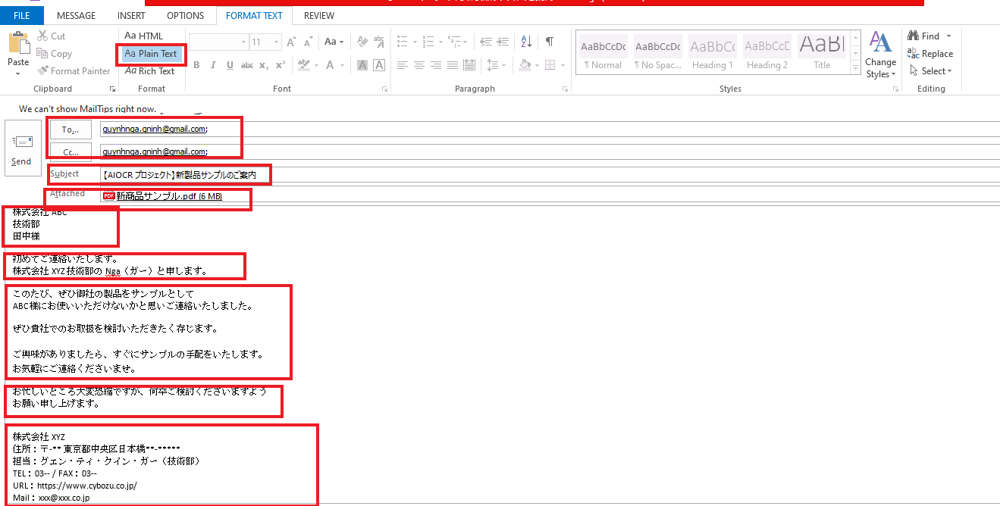 FILE MESSAGE INSERT OPTIONS FORMAT TEXT REVIEW
Paste
Cut
Copy
Format Painter
Clipboard
Aa HTML
Aa Plain Text
Aa Rich Text
Format
11
Aa
B I U abc X₂ X²
Font
Paragraph
AaBbCcDc AaBbCcDc AaBbCc AaBbCcD AaBl
¶ Normal ¶ No Spac... Heading 1 Heading 2 Title
Styles
Change
Styles
Find
Replace
Select
Editing
We can't show MailTips right now.
Send
To... quynhnga.qninh@gmail.com;
Cc... quynhnga.qninh@gmail.com;
Subject 【AIOCR プロジェクト】新製品サンプルのご案内
Attached PDF 新商品サンプル.pdf (6 MB)
株式会社 ABC
技術部
田中様
初めてご連絡いたします。
株式会社 XYZ 技術部の Nga（ガー）と申します。
このたび、ぜひ御社の製品をサンプルとして
ABC様にお使いいただけないかと思いご連絡いたしました。
ぜひ貴社でのお取扱を検討いただきたく存じます。
ご興味がありましたら、すぐにサンプルの手配をいたします。
お気軽にご連絡くださいませ。
お忙しいところ大変恐縮ですが、何卒ご検討くださいますよう
お願い申し上げます。
株式会社 XYZ
住所：〒-** 東京都中央区日本橋**-*****
担当：グェン・ティ・クイン・ガー（技術部）
TEL：03-- / FAX：03--
URL：https://www.cybozu.co.jp/
Mail：xxx@xxx.co.jp